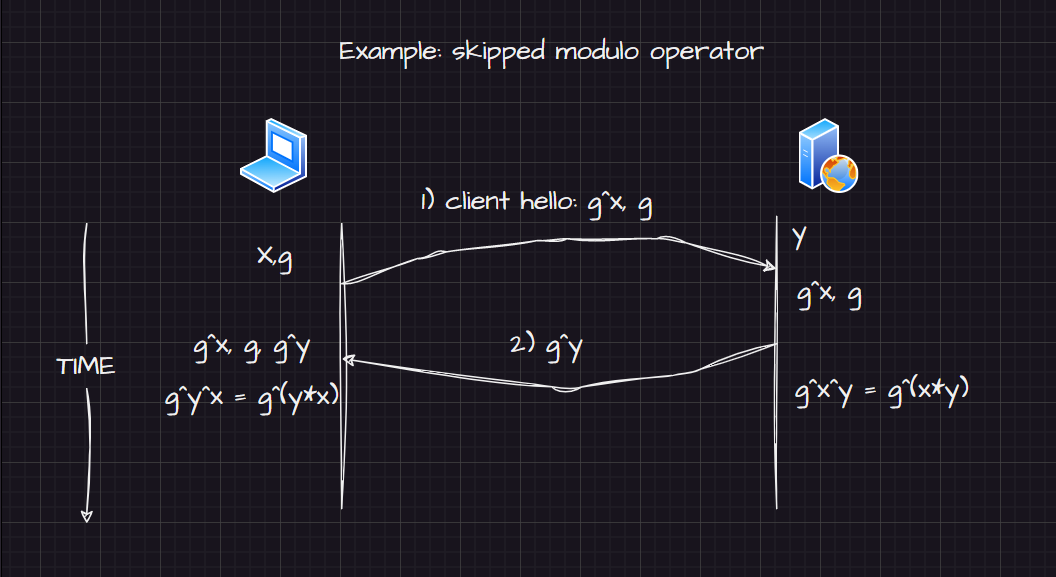 Example: skipped modulo operator
1) client hello: g^x, g
x,g
y
g^x, g
g^x, g, g^y
2) g^y
TIME
g^y^x = g^(y*x)
g^x^y = g^(x*y)